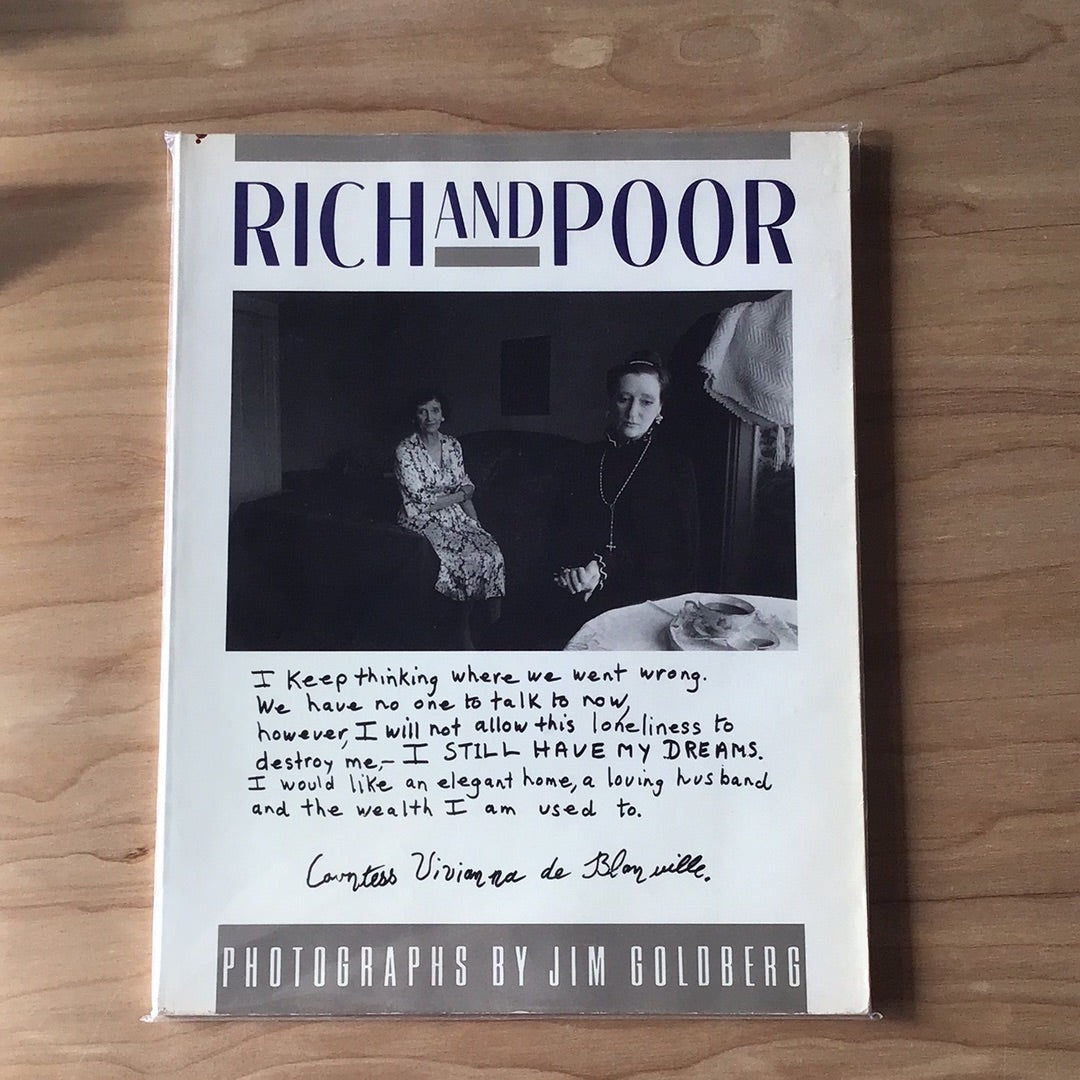 RICH AND POOR
I Keep thinking where we went wrong.
We have no one to talk to now,
however, I will not allow this loneliness to
destroy me,- I STILL HAVE MY DREAMS.
I would like an elegant home, a loving husband
and the wealth I am used to.
Countess Vivianna de Blanville.
PHOTOGRAPHS BY JIM GOLDBERG